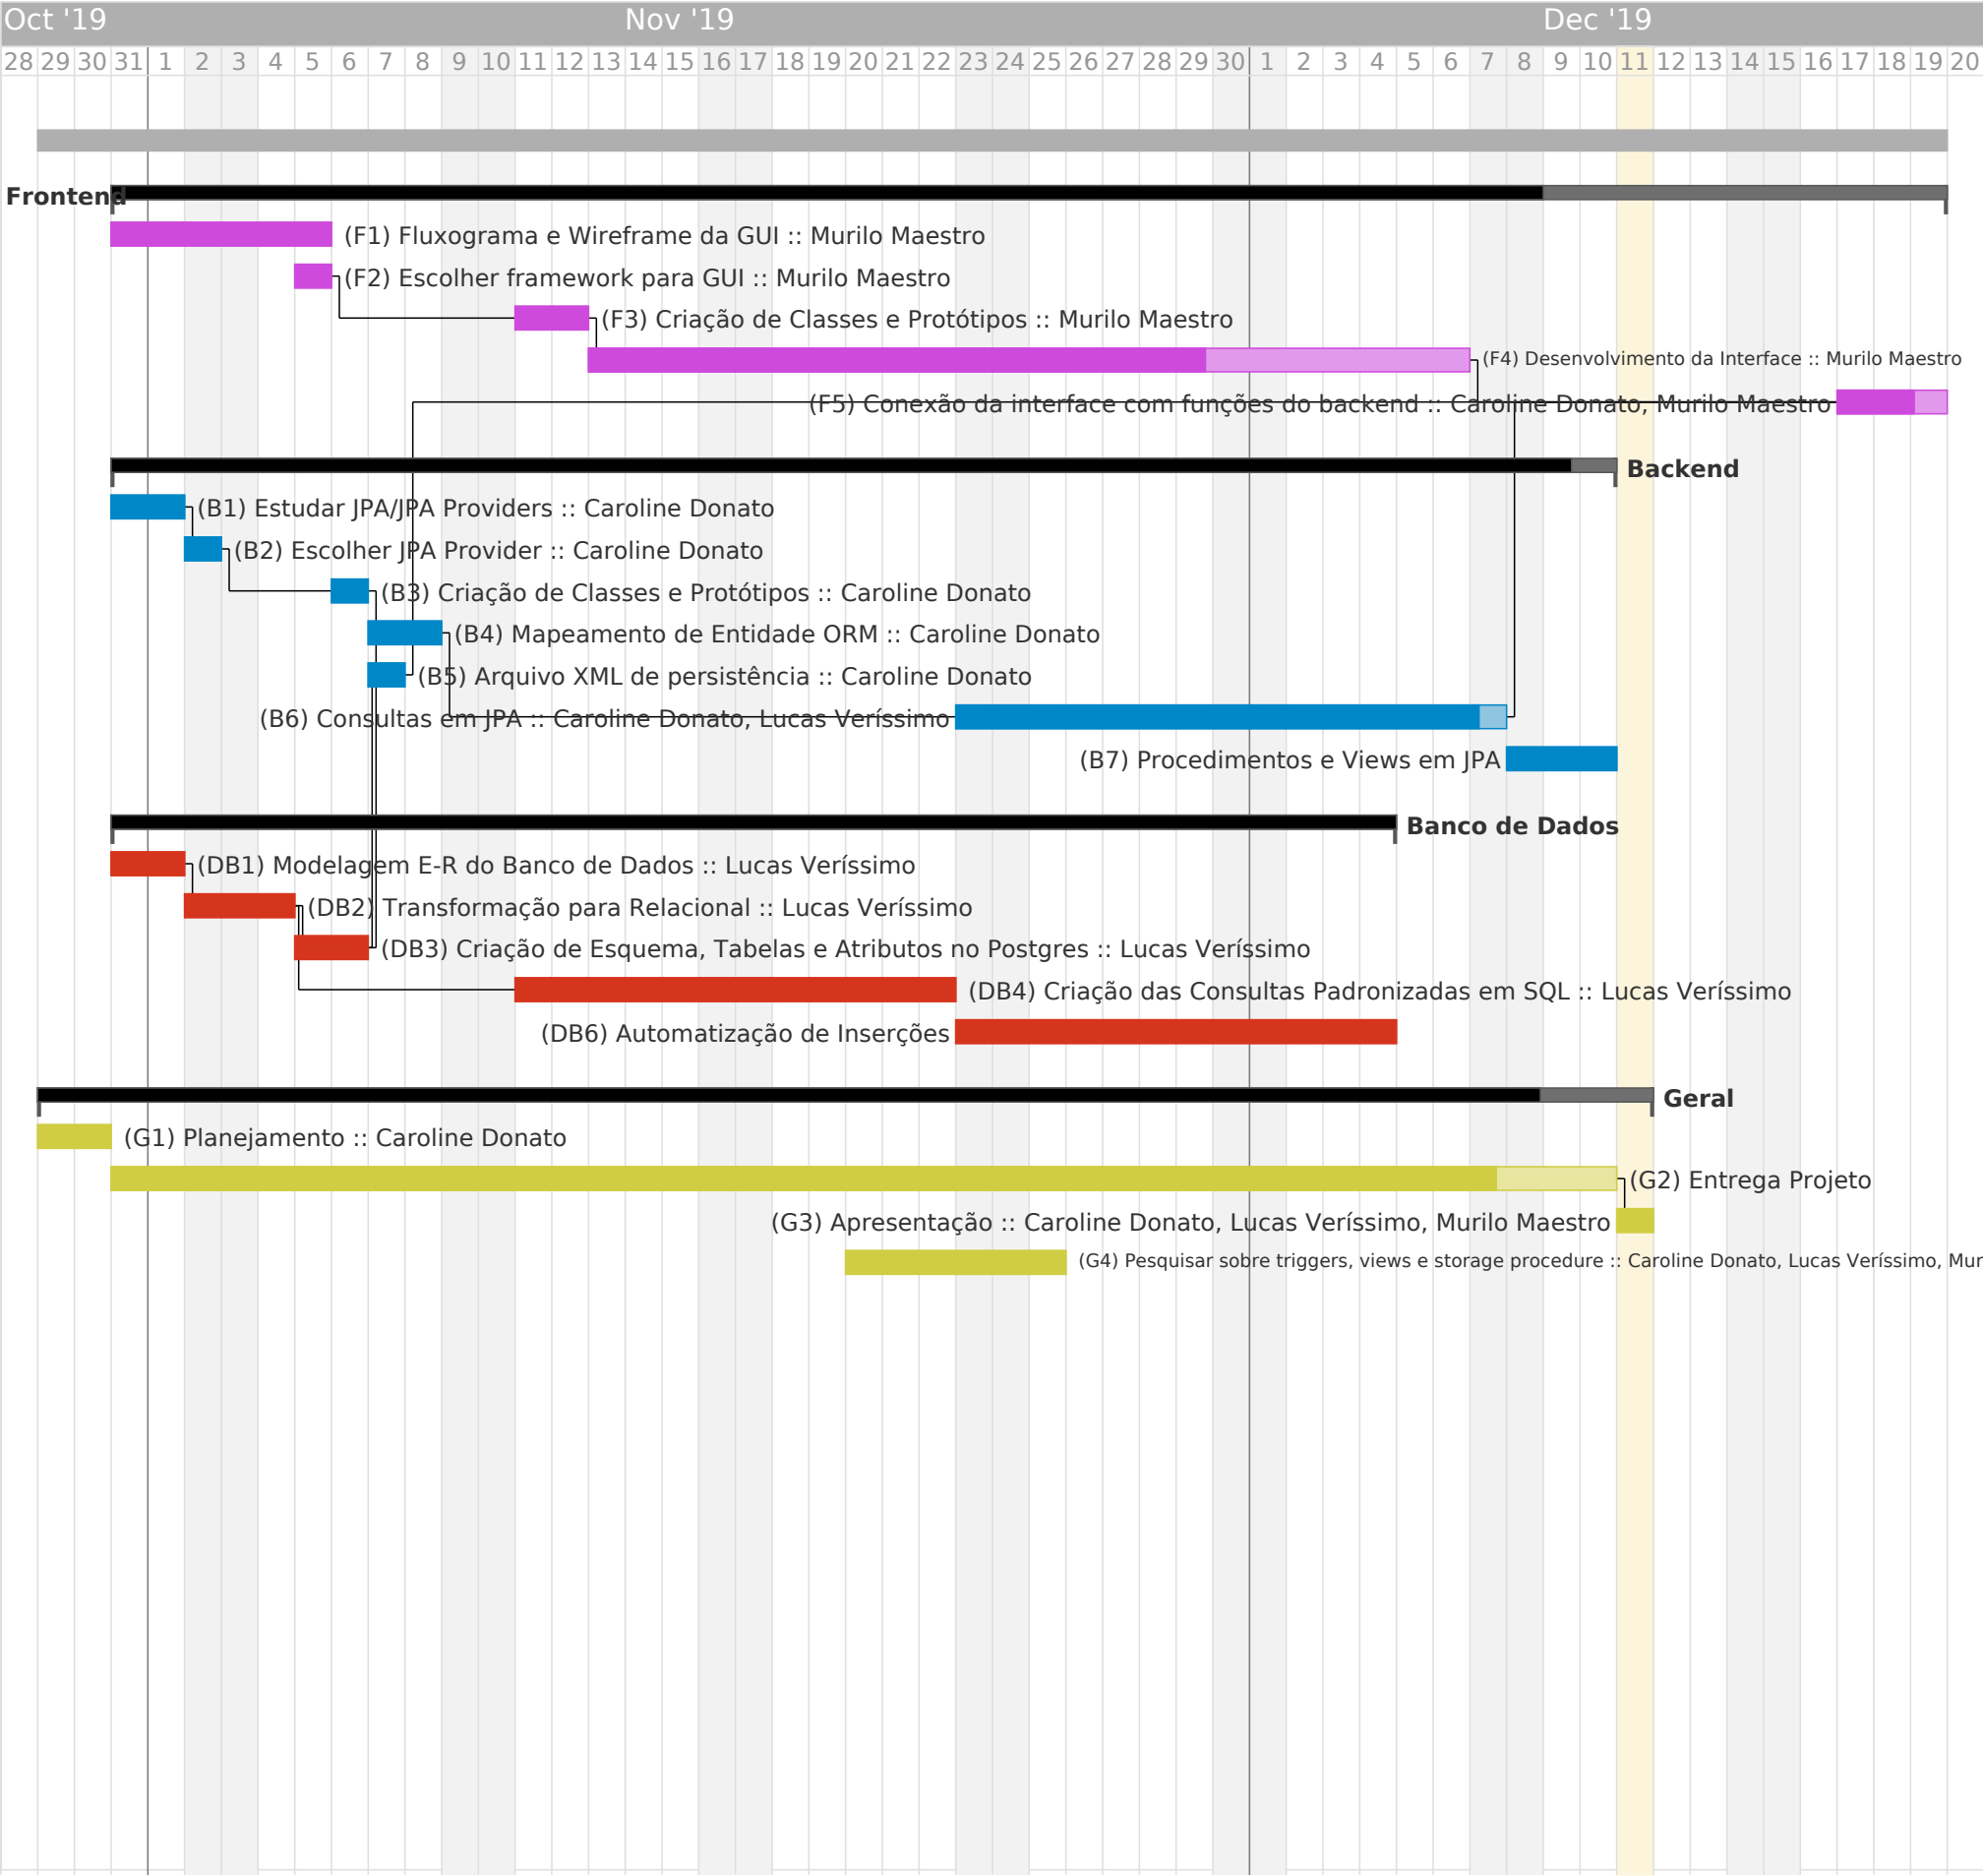 Oct '19 Nov '19 Dec '19
28 29 30 31 1 2 3 4 5 6 7 8 9 10 11 12 13 14 15 16 17 18 19 20 21 22 23 24 25 26 27 28 29 30 1 2 3 4 5 6 7 8 9 10 11 12 13 14 15 16 17 18 19 20
Frontend
(F1) Fluxograma e Wireframe da GUI :: Murilo Maestro
(F2) Escolher framework para GUI :: Murilo Maestro
(F3) Criação de Classes e Protótipos :: Murilo Maestro
(F4) Desenvolvimento da Interface :: Murilo Maestro
(F5) Conexão da interface com funções do backend :: Caroline Donato, Murilo Maestro
Backend
(B1) Estudar JPA/JPA Providers :: Caroline Donato
(B2) Escolher JPA Provider :: Caroline Donato
(B3) Criação de Classes e Protótipos :: Caroline Donato
(B4) Mapeamento de Entidade ORM :: Caroline Donato
(B5) Arquivo XML de persistência :: Caroline Donato
(B6) Consultas em JPA :: Caroline Donato, Lucas Veríssimo
(B7) Procedimentos e Views em JPA
Banco de Dados
(DB1) Modelagem E-R do Banco de Dados :: Lucas Veríssimo
(DB2) Transformação para Relacional :: Lucas Veríssimo
(DB3) Criação de Esquema, Tabelas e Atributos no Postgres :: Lucas Veríssimo
(DB4) Criação das Consultas Padronizadas em SQL :: Lucas Veríssimo
(DB6) Automatização de Inserções
Geral
(G1) Planejamento :: Caroline Donato
(G2) Entrega Projeto
(G3) Apresentação :: Caroline Donato, Lucas Veríssimo, Murilo Maestro
(G4) Pesquisar sobre triggers, views e storage procedure :: Caroline Donato, Lucas Veríssimo, Mur